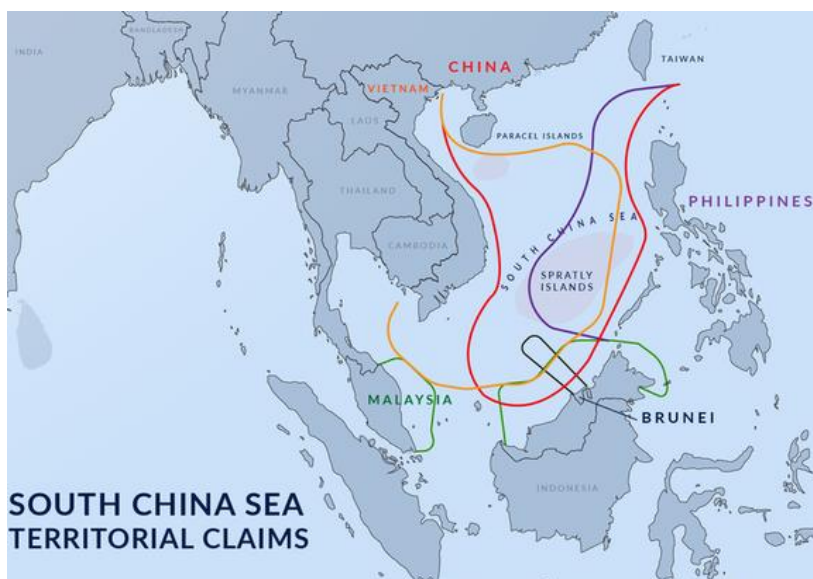 BANGLADESH
INDIA
CHINA
TAIWAN
VIETNAM
MYANMAR
LAOS
PARACEL ISLANDS
THAILAND
PHILIPPINES
SOUTH CHINA SEA
CAMBODIA
SPRATLY
ISLANDS
MALAYSIA
BRUNEI
INDONESIA
SOUTH CHINA SEA
TERRITORIAL CLAIMS